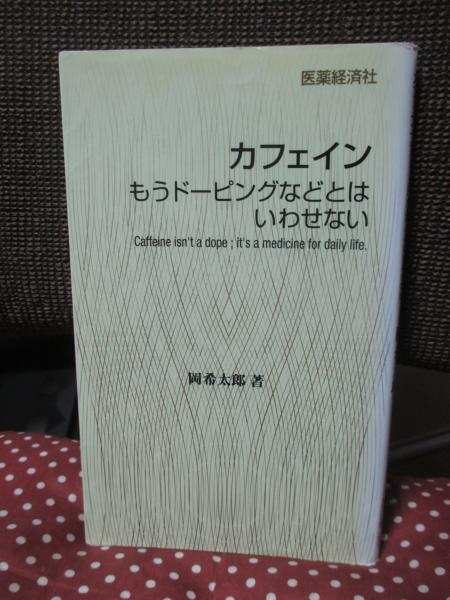 医薬経済社
カフェイン
もうドーピングなどとは
いわせない
Caffeine isn't a dope ; it's a medicine for daily life.
岡希太郎 著